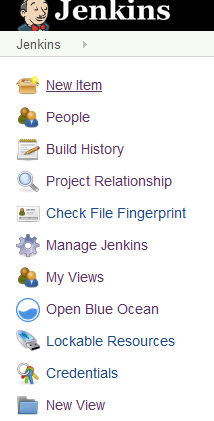 Jenkins
Jenkins
New Item
People
Build History
Project Relationship
Check File Fingerprint
Manage Jenkins
My Views
Open Blue Ocean
Lockable Resources
Credentials
New View